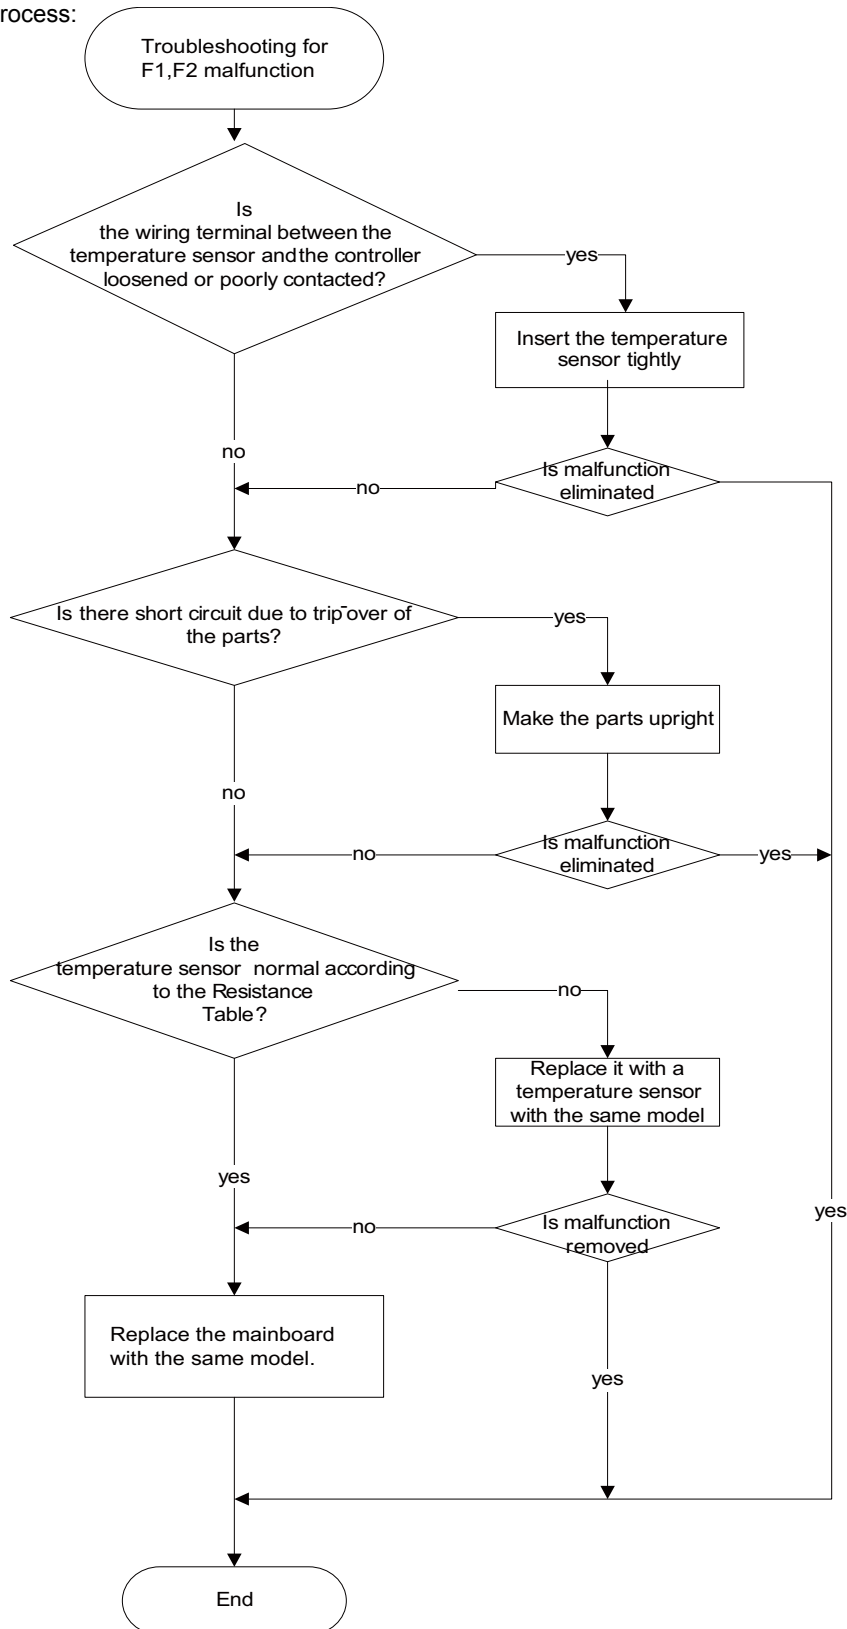 rocess:
Troubleshooting for
F1,F2 malfunction
Is
the wiring terminal between the
temperature sensor and the controller
loosened or poorly contacted?
yes
Insert the temperature
sensor tightly
no
Is malfunction
eliminated
no
Is there short circuit due to trip-over of
the parts?
yes
Make the parts upright
no
Is malfunction
eliminated
no
yes
Is the
temperature sensor normal according
to the Resistance
Table?
no
Replace it with a
temperature sensor
with the same model
yes
Is malfunction
removed
no
yes
Replace the mainboard
with the same model.
yes
End